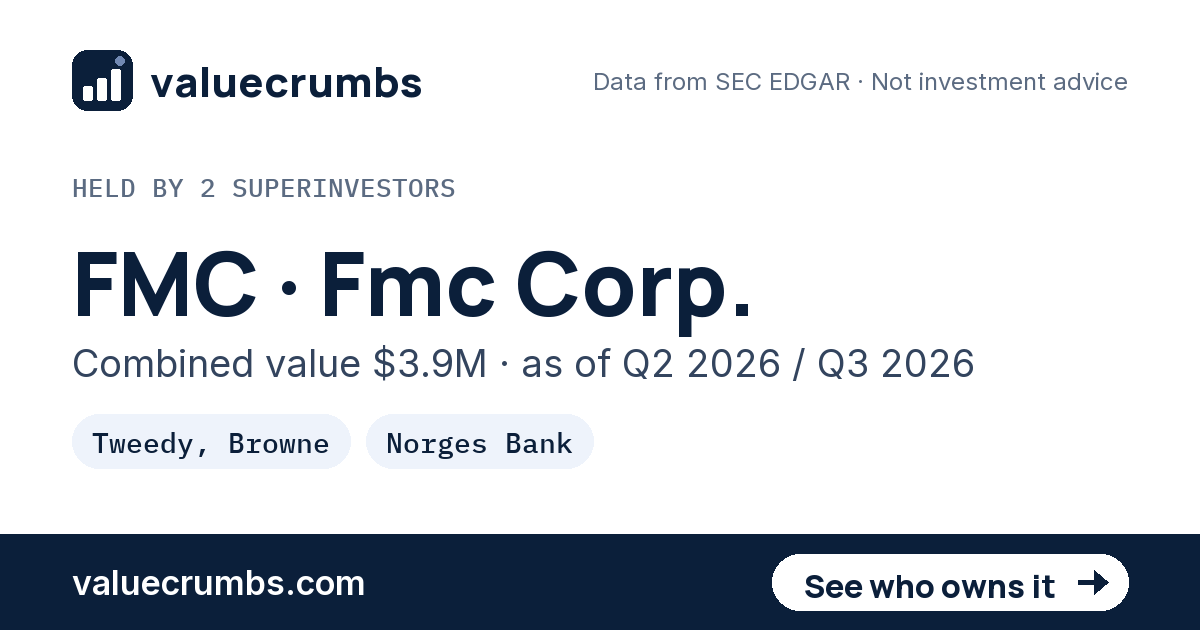 valuecrumbs
Data from SEC EDGAR · Not investment advice
HELD BY 2 SUPERINVESTORS
FMC · Fmc Corp.
Combined value $3.9M · as of Q2 2026 / Q3 2026
Tweedy, Browne
Norges Bank
valuecrumbs.com
See who owns it →